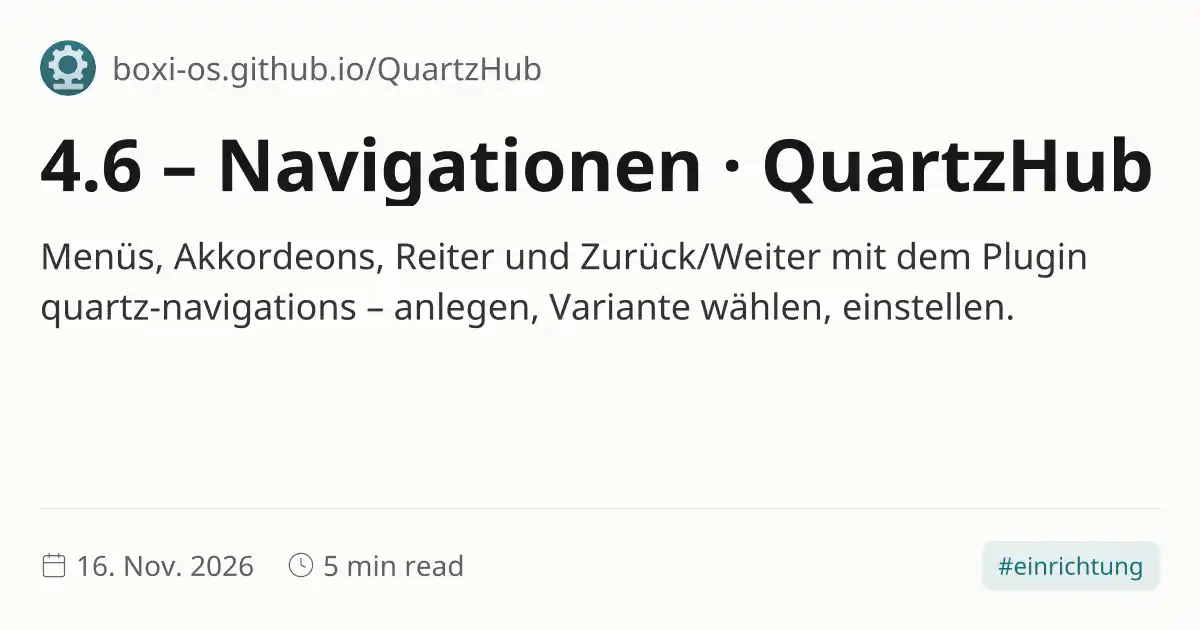 boxi-os.github.io/QuartzHub
4.6 – Navigationen · QuartzHub
Menüs, Akkordeons, Reiter und Zurück/Weiter mit dem Plugin
quartz-navigations – anlegen, Variante wählen, einstellen.
16. Nov. 2026 5 min read
#einrichtung